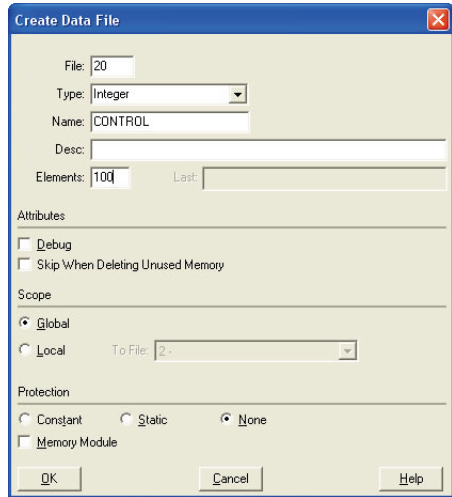 Create Data File
File: 20
Type: Integer
Name: CONTROL
Desc:
Elements: 100 Last:
Attributes
Debug
Skip When Deleting Unused Memory
Scope
Global
Local To File: 2 -
Protection
Constant Static None
Memory Module
OK Cancel Help